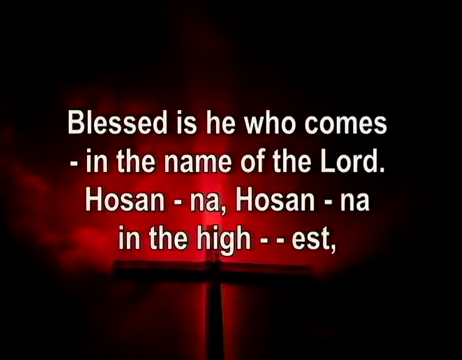 Blessed is he who comes
- in the name of the Lord.
Hosan - na, Hosan - na
in the high - - est,